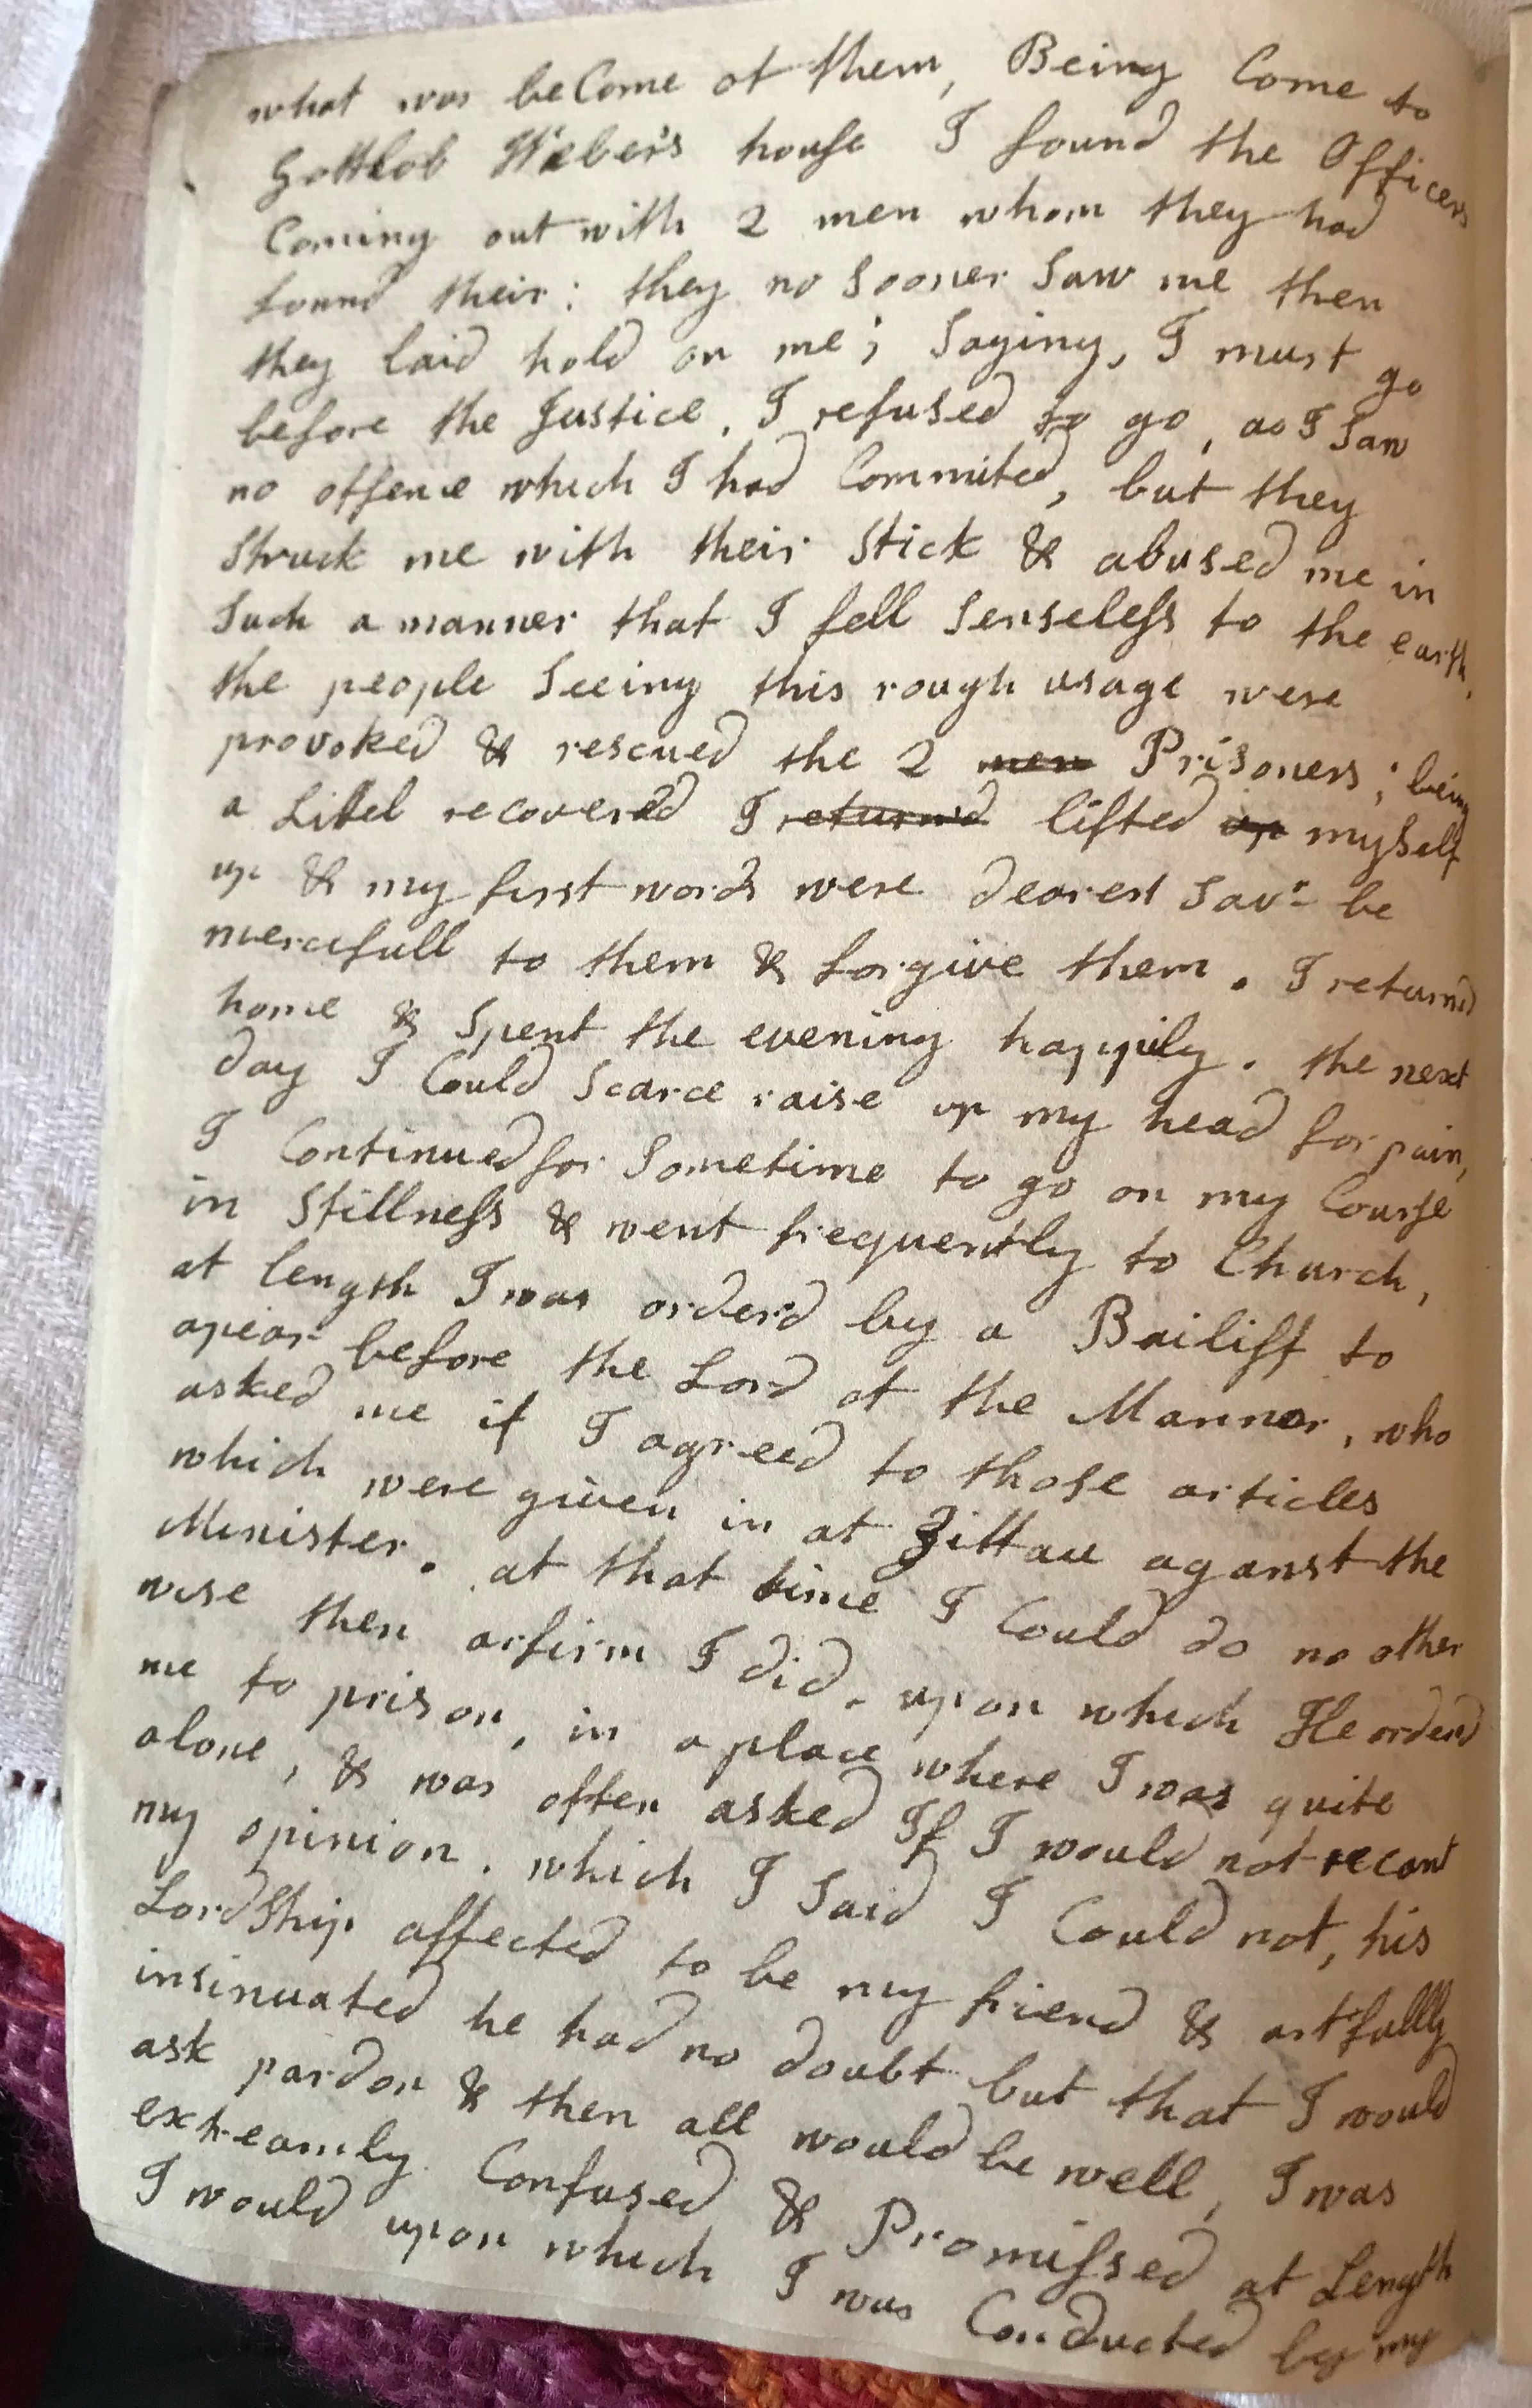 what was beCome of them, Being Come to
Gottlob Weber's house I found the Officers
Coming out with 2 men whom they had
found their: they no Sooner Saw me then
they laid hold on me; Saying, I must go
before the Justice, I refused to go, as I Saw
no offence which I had Commited, but they
Struck me with their Stick & abused me in
Such a manner that I fell Senseless to the earth,
the people Seeing this rough usage were
provoked & rescued the 2 men Prisoners; being
a Littel recovered I returnd lifted up myself
up & my first words were dearest Savr be
mercifull to them & forgive them. I returnd
home & Spent the evening happily. the next
day I Could Scarce raise up my head for pain,
I Continued for Sometime to go on my Course
in Stillness & went frequently to Church,
at length I was orderd by a Bailiff to
apear before the Lord of the Mannor, who
asked me if I agreed to those articles
which were given in at Zittau aganst the
Minister. at that time I Could do no other
wise then arfirm I did. upon which He orderd
me to prison, in a place where I was quite
alone, & was often asked If I would not recant
my opinion. which I Said I Could not, his
LordShip affected to be my friend & artfully
insinuated he had no doubt but that I would
ask pardon & then all would be well, I was
extreamly Confused & Promissed at Length
I would upon which I was Conducted by my